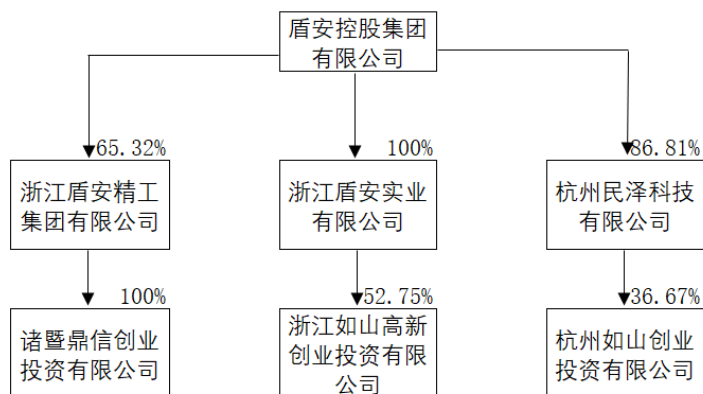 盾安控股集团
有限公司
65.32%
100%
86.81%
浙江盾安精工
集团有限公司
浙江盾安实业
有限公司
杭州民泽科技
有限公司
100%
52.75%
36.67%
诸暨鼎信创业
投资有限公司
浙江如山高新
创业投资有限
公司
杭州如山创业
投资有限公司